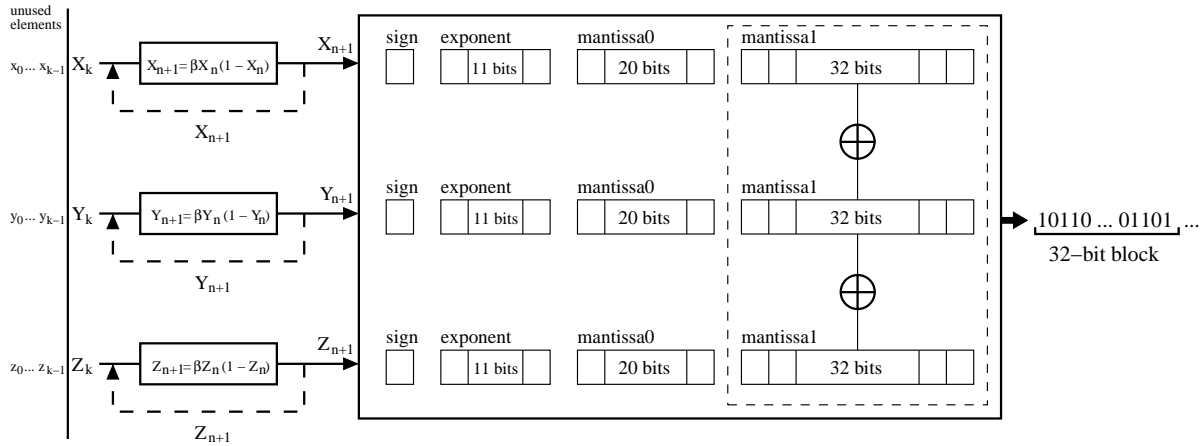 unused
elements
x0... xk−1 Xk
Xn+1= βXn(1 − Xn)
Xn+1
Xn+1
sign exponent mantissa0 mantissa1
11 bits 20 bits 32 bits
y0... yk−1 Yk
Yn+1= βYn(1 − Yn)
Yn+1
Yn+1
sign exponent mantissa0 mantissa1
11 bits 20 bits 32 bits
10110 ... 01101 ...
32−bit block
z0... zk−1 Zk
Zn+1= βZn(1 − Zn)
Zn+1
Zn+1
sign exponent mantissa0 mantissa1
11 bits 20 bits 32 bits